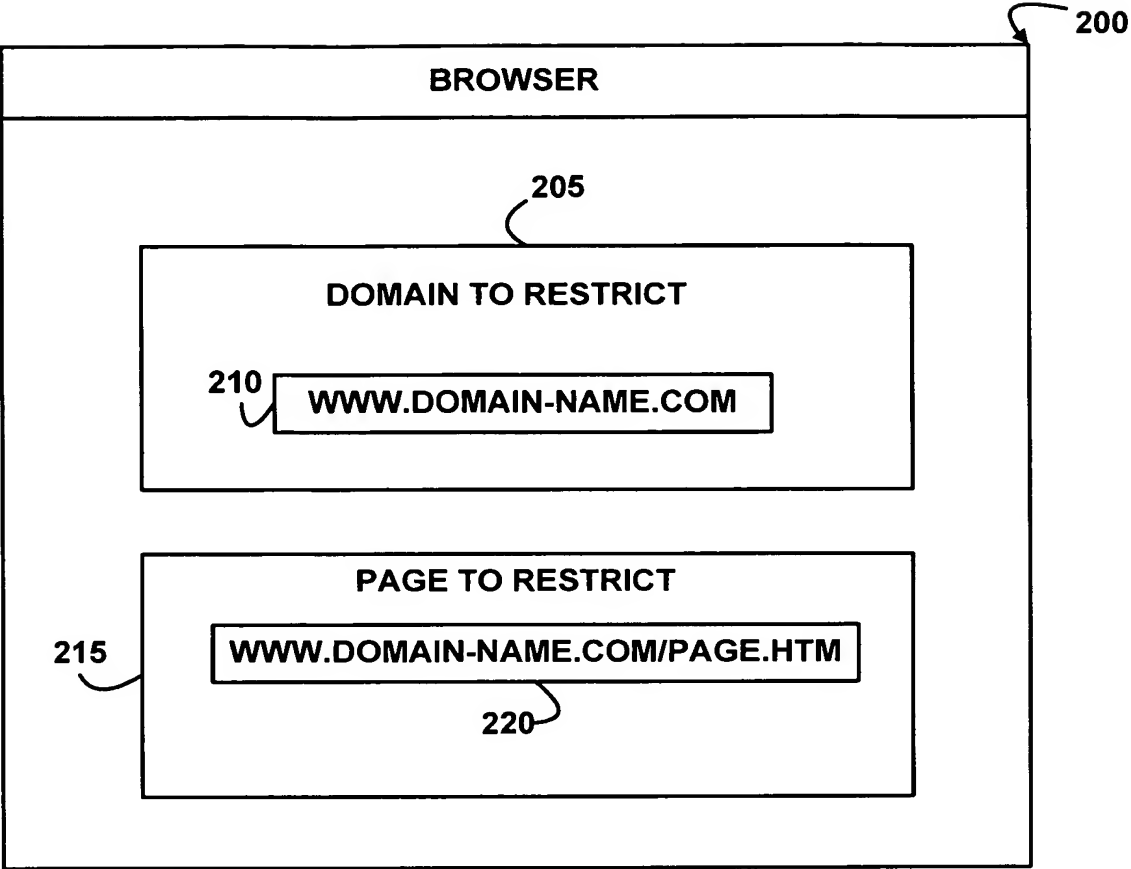 200
BROWSER
205
DOMAIN TO RESTRICT
210
WWW.DOMAIN-NAME.COM
PAGE TO RESTRICT
215
WWW.DOMAIN-NAME.COM/PAGE.HTM
220